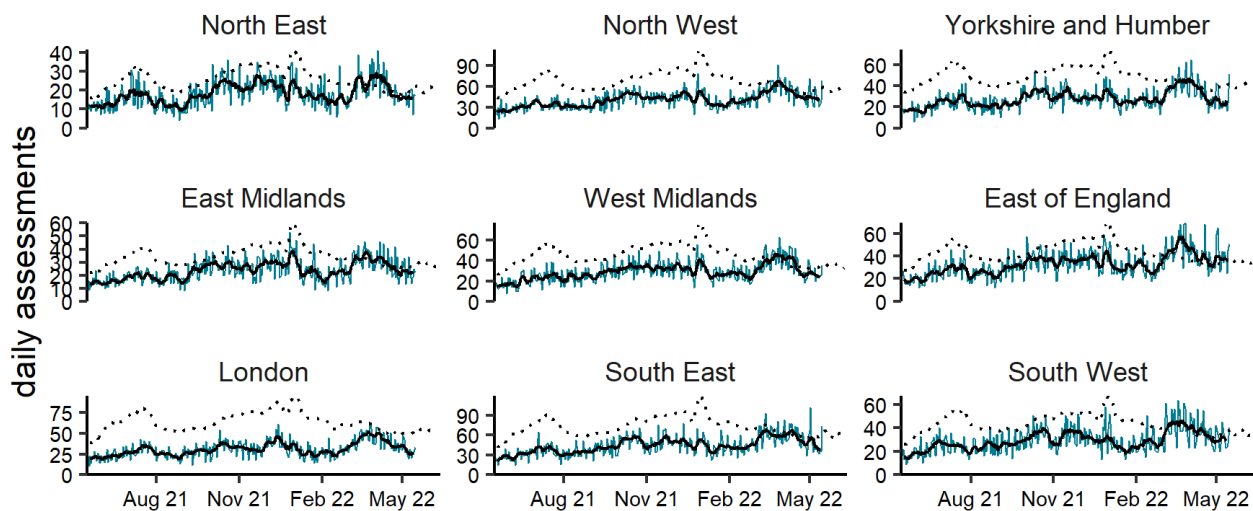 North East North West Yorkshire and Humber
40 90 60
30 60 40
20 30 20
10 0 0
0
East Midlands West Midlands East of England
60 60 60
50 40 40
40 20 20
30 0 0
20
10
0
daily assessments
London South East South West
75 90 60
50 60 40
25 30 20
0 0 0
Aug 21 Nov 21 Feb 22 May 22 Aug 21 Nov 21 Feb 22 May 22 Aug 21 Nov 21 Feb 22 May 22